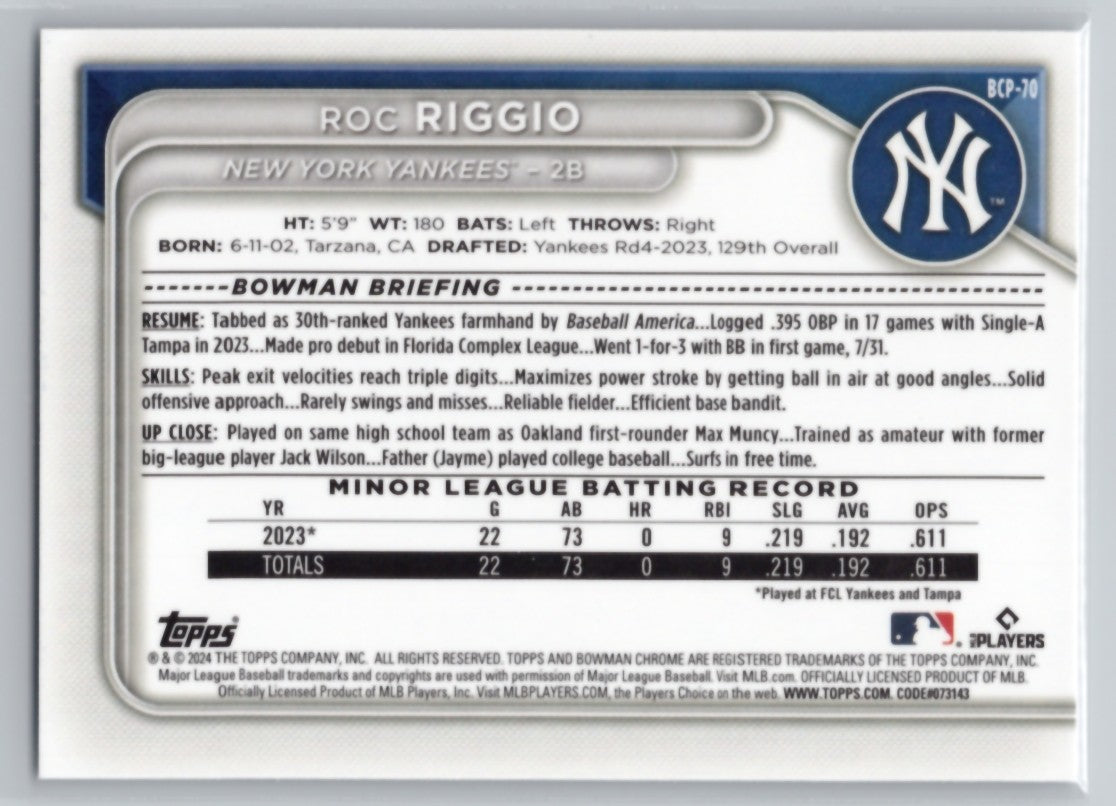 BCP-70
ROC RIGGIO
NEW YORK YANKEES™ – 2B
NY
™
HT: 5'9" WT: 180 BATS: Left THROWS: Right
BORN: 6-11-02, Tarzana, CA DRAFTED: Yankees Rd4-2023, 129th Overall
BOWMAN BRIEFING
RESUME: Tabbed as 30th-ranked Yankees farmhand by Baseball America...Logged .395 OBP in 17 games with Single-A
Tampa in 2023...Made pro debut in Florida Complex League...Went 1-for-3 with BB in first game, 7/31.
SKILLS: Peak exit velocities reach triple digits...Maximizes power stroke by getting ball in air at good angles...Solid
offensive approach...Rarely swings and misses...Reliable fielder...Efficient base bandit.
UP CLOSE: Played on same high school team as Oakland first-rounder Max Muncy...Trained as amateur with former
big-league player Jack Wilson...Father (Jayme) played college baseball...Surfs in free time.
MINOR LEAGUE BATTING RECORD
YR G AB HR RBI SLG AVG OPS
2023* 22 73 0 9 .219 .192 .611
TOTALS 22 73 0 9 .219 .192 .611
*Played at FCL Yankees and Tampa
Topps®
MLB PLAYERS
® & © 2024 THE TOPPS COMPANY, INC. ALL RIGHTS RESERVED. TOPPS AND BOWMAN CHROME ARE REGISTERED TRADEMARKS OF THE TOPPS COMPANY, INC.
Major League Baseball trademarks and copyrights are used with permission of Major League Baseball. Visit MLB.com. OFFICIALLY LICENSED PRODUCT OF MLB
Officially Licensed Product of MLB Players, Inc. Visit MLBPLAYERS.COM, the Players Choice on the web. WWW.TOPPS.COM. CODE#073143